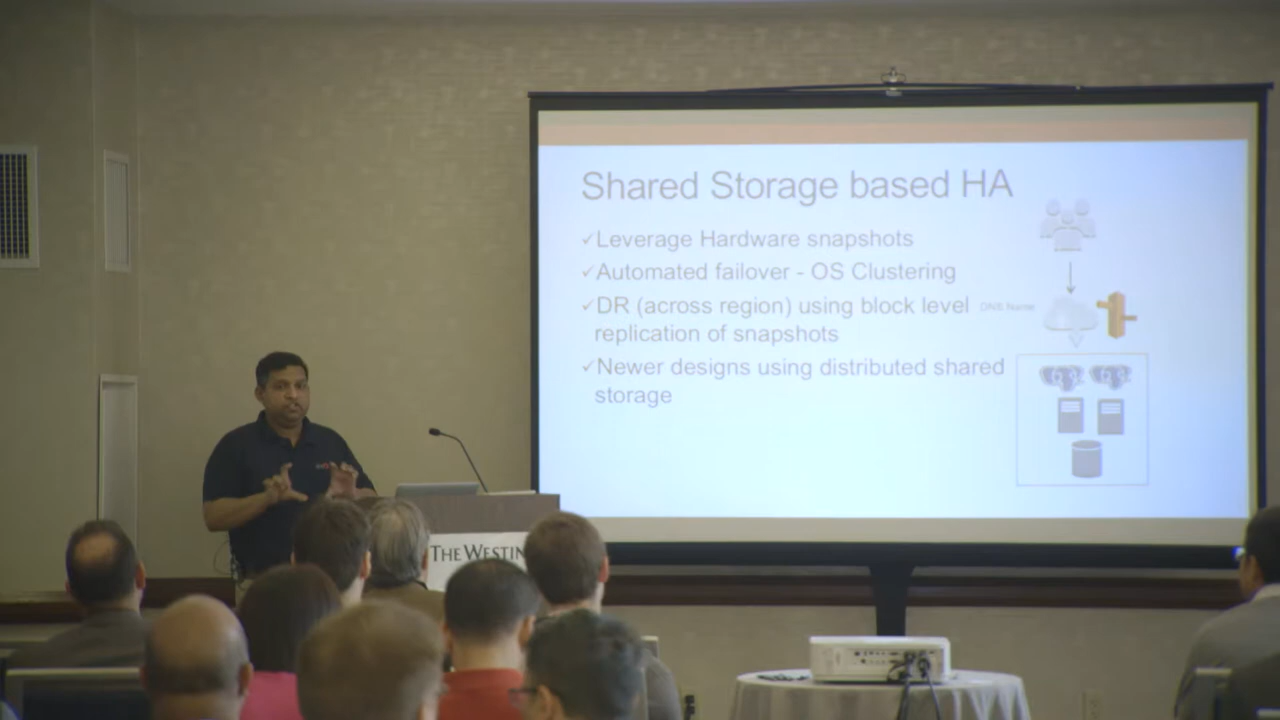 Shared Storage based HA
✓Leverage Hardware snapshots
✓Automated failover - OS Clustering
✓DR (across region) using block level
replication of snapshots
✓Newer designs using distributed shared
storage
DNS Name
THE WESTIN